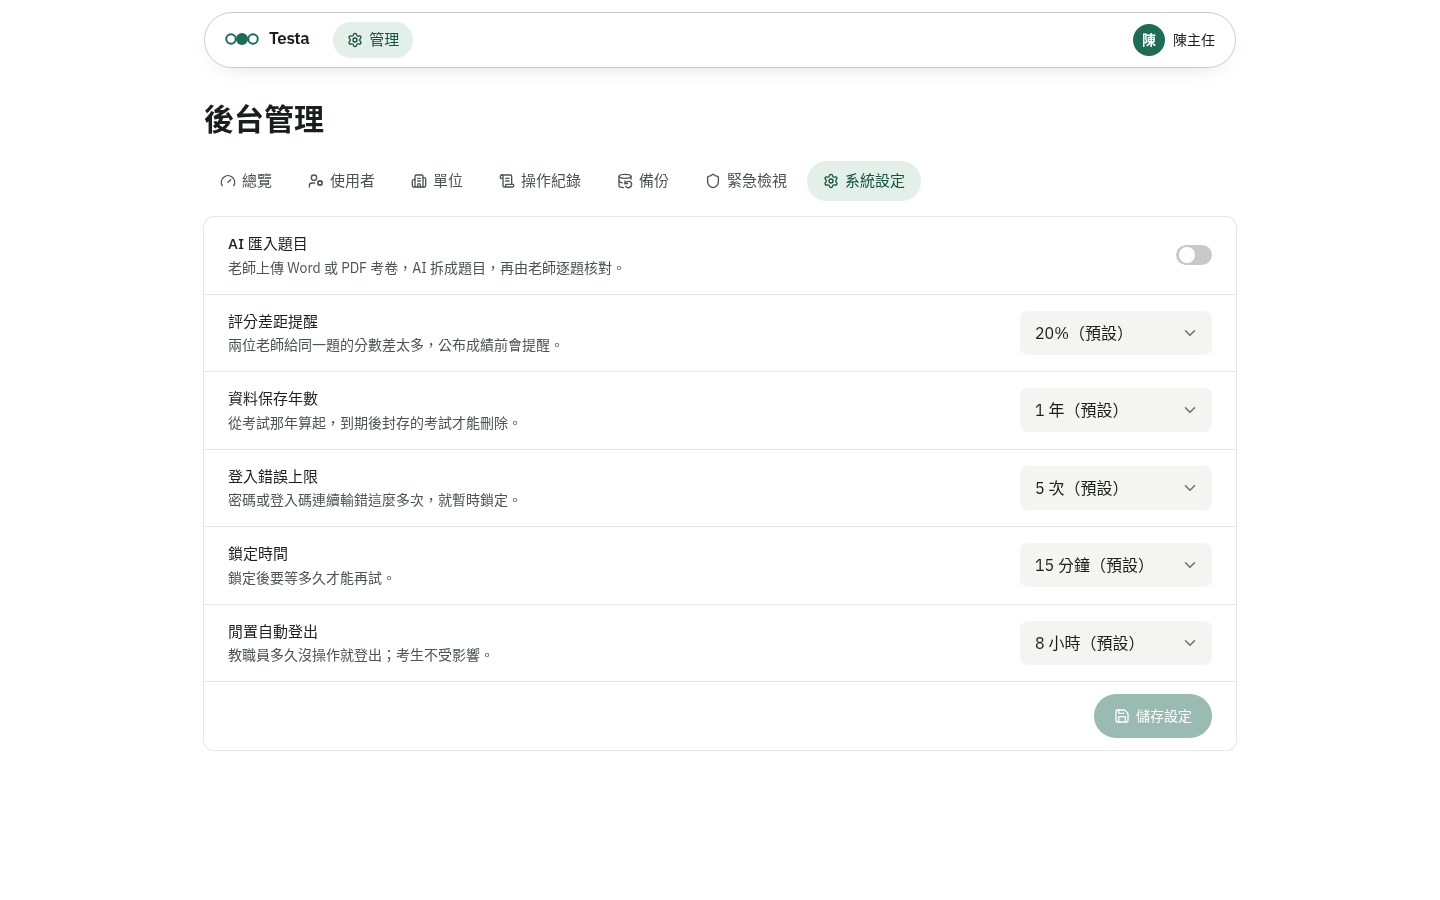 Testa
管理
陳
陳主任
後台管理
總覽
使用者
單位
操作紀錄
備份
緊急檢視
系統設定
AI 匯入題目
老師上傳 Word 或 PDF 考卷，AI 拆成題目，再由老師逐題核對。
評分差距提醒
兩位老師給同一題的分數差太多，公布成績前會提醒。
20%（預設）
資料保存年數
從考試那年算起，到期後封存的考試才能刪除。
1 年（預設）
登入錯誤上限
密碼或登入碼連續輸錯這麼多次，就暫時鎖定。
5 次（預設）
鎖定時間
鎖定後要等多久才能再試。
15 分鐘（預設）
閒置自動登出
教職員多久沒操作就登出；考生不受影響。
8 小時（預設）
儲存設定